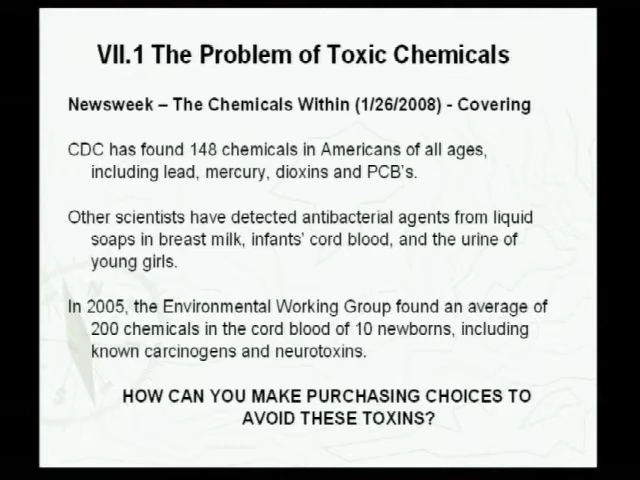 VII.1 The Problem of Toxic Chemicals
Newsweek – The Chemicals Within (1/26/2008) - Covering
CDC has found 148 chemicals in Americans of all ages,
including lead, mercury, dioxins and PCB's.
Other scientists have detected antibacterial agents from liquid
soaps in breast milk, infants' cord blood, and the urine of
young girls.
In 2005, the Environmental Working Group found an average of
200 chemicals in the cord blood of 10 newborns, including
known carcinogens and neurotoxins.
HOW CAN YOU MAKE PURCHASING CHOICES TO
AVOID THESE TOXINS?
N
S